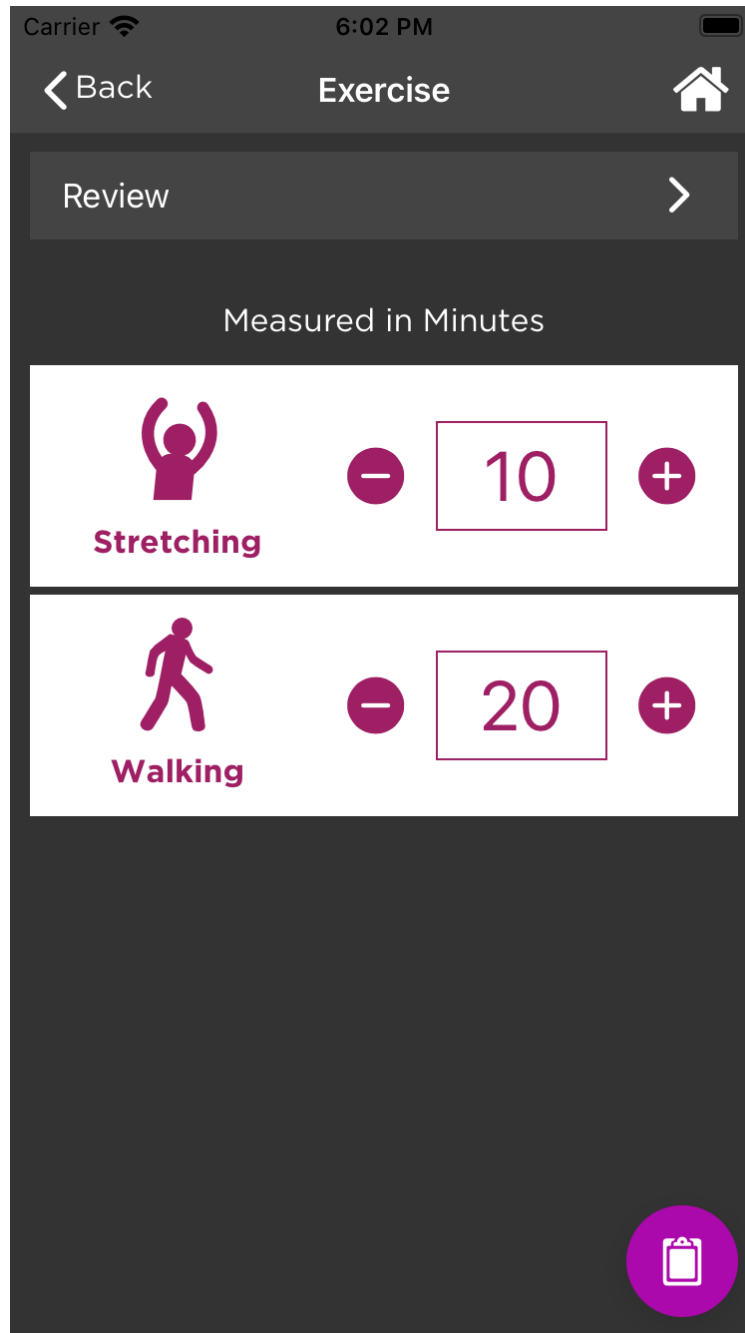 Carrier 6:02 PM
Back Exercise
Review
Measured in Minutes
10
Stretching
20
Walking